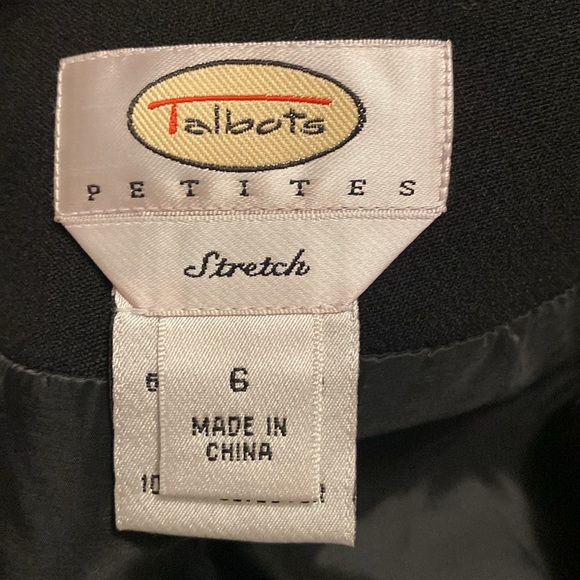 Talbots
PETITES
Stretch
6
MADE IN
CHINA